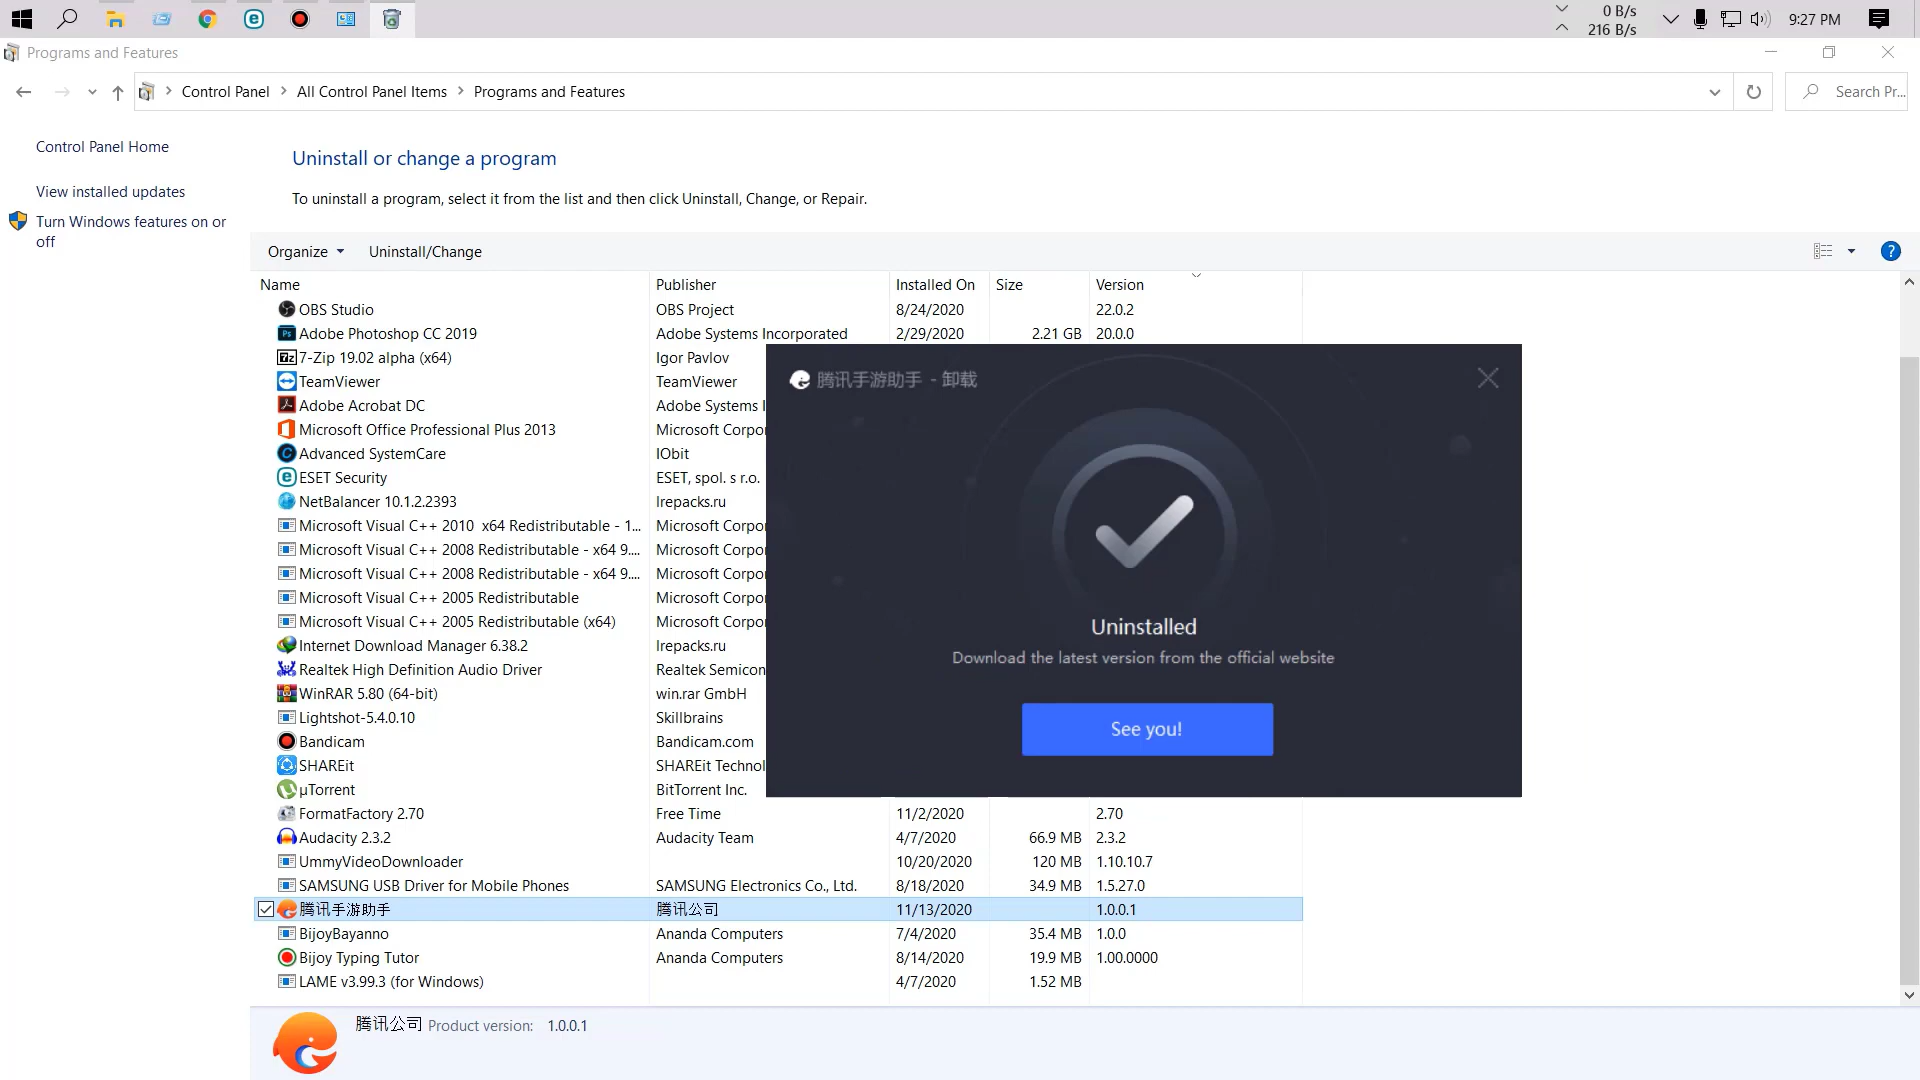 0 B/s
216 B/s
9:27 PM
Programs and Features
Control Panel > All Control Panel Items > Programs and Features
Search Pr...
Control Panel Home
View installed updates
Turn Windows features on or
off
Uninstall or change a program
To uninstall a program, select it from the list and then click Uninstall, Change, or Repair.
Organize Uninstall/Change
Name Publisher Installed On Size Version
OBS Studio OBS Project 8/24/2020 22.0.2
Adobe Photoshop CC 2019 Adobe Systems Incorporated 2/29/2020 2.21 GB 20.0.0
7-Zip 19.02 alpha (x64) Igor Pavlov
TeamViewer TeamViewer
Adobe Acrobat DC Adobe Systems I
Microsoft Office Professional Plus 2013 Microsoft Corpo
Advanced SystemCare IObit
ESET Security ESET, spol. s r.o.
NetBalancer 10.1.2.2393 lrepacks.ru
Microsoft Visual C++ 2010 x64 Redistributable - 1... Microsoft Corpo
Microsoft Visual C++ 2008 Redistributable - x64 9.... Microsoft Corpo
Microsoft Visual C++ 2008 Redistributable - x64 9.... Microsoft Corpo
Microsoft Visual C++ 2005 Redistributable Microsoft Corpo
Microsoft Visual C++ 2005 Redistributable (x64) Microsoft Corpo
Internet Download Manager 6.38.2 lrepacks.ru
Realtek High Definition Audio Driver Realtek Semicon
WinRAR 5.80 (64-bit) win.rar GmbH
Lightshot-5.4.0.10 Skillbrains
Bandicam Bandicam.com
SHAREit SHAREit Technol
µTorrent BitTorrent Inc.
FormatFactory 2.70 Free Time 11/2/2020 2.70
Audacity 2.3.2 Audacity Team 4/7/2020 66.9 MB 2.3.2
UmmyVideoDownloader 10/20/2020 120 MB 1.10.10.7
SAMSUNG USB Driver for Mobile Phones SAMSUNG Electronics Co., Ltd. 8/18/2020 34.9 MB 1.5.27.0
腾讯手游助手 腾讯公司 11/13/2020 1.0.0.1
BijoyBayanno Ananda Computers 7/4/2020 35.4 MB 1.0.0
Bijoy Typing Tutor Ananda Computers 8/14/2020 19.9 MB 1.00.0000
LAME v3.99.3 (for Windows) 4/7/2020 1.52 MB
腾讯手游助手 - 卸载
Uninstalled
Download the latest version from the official website
See you!
腾讯公司 Product version: 1.0.0.1